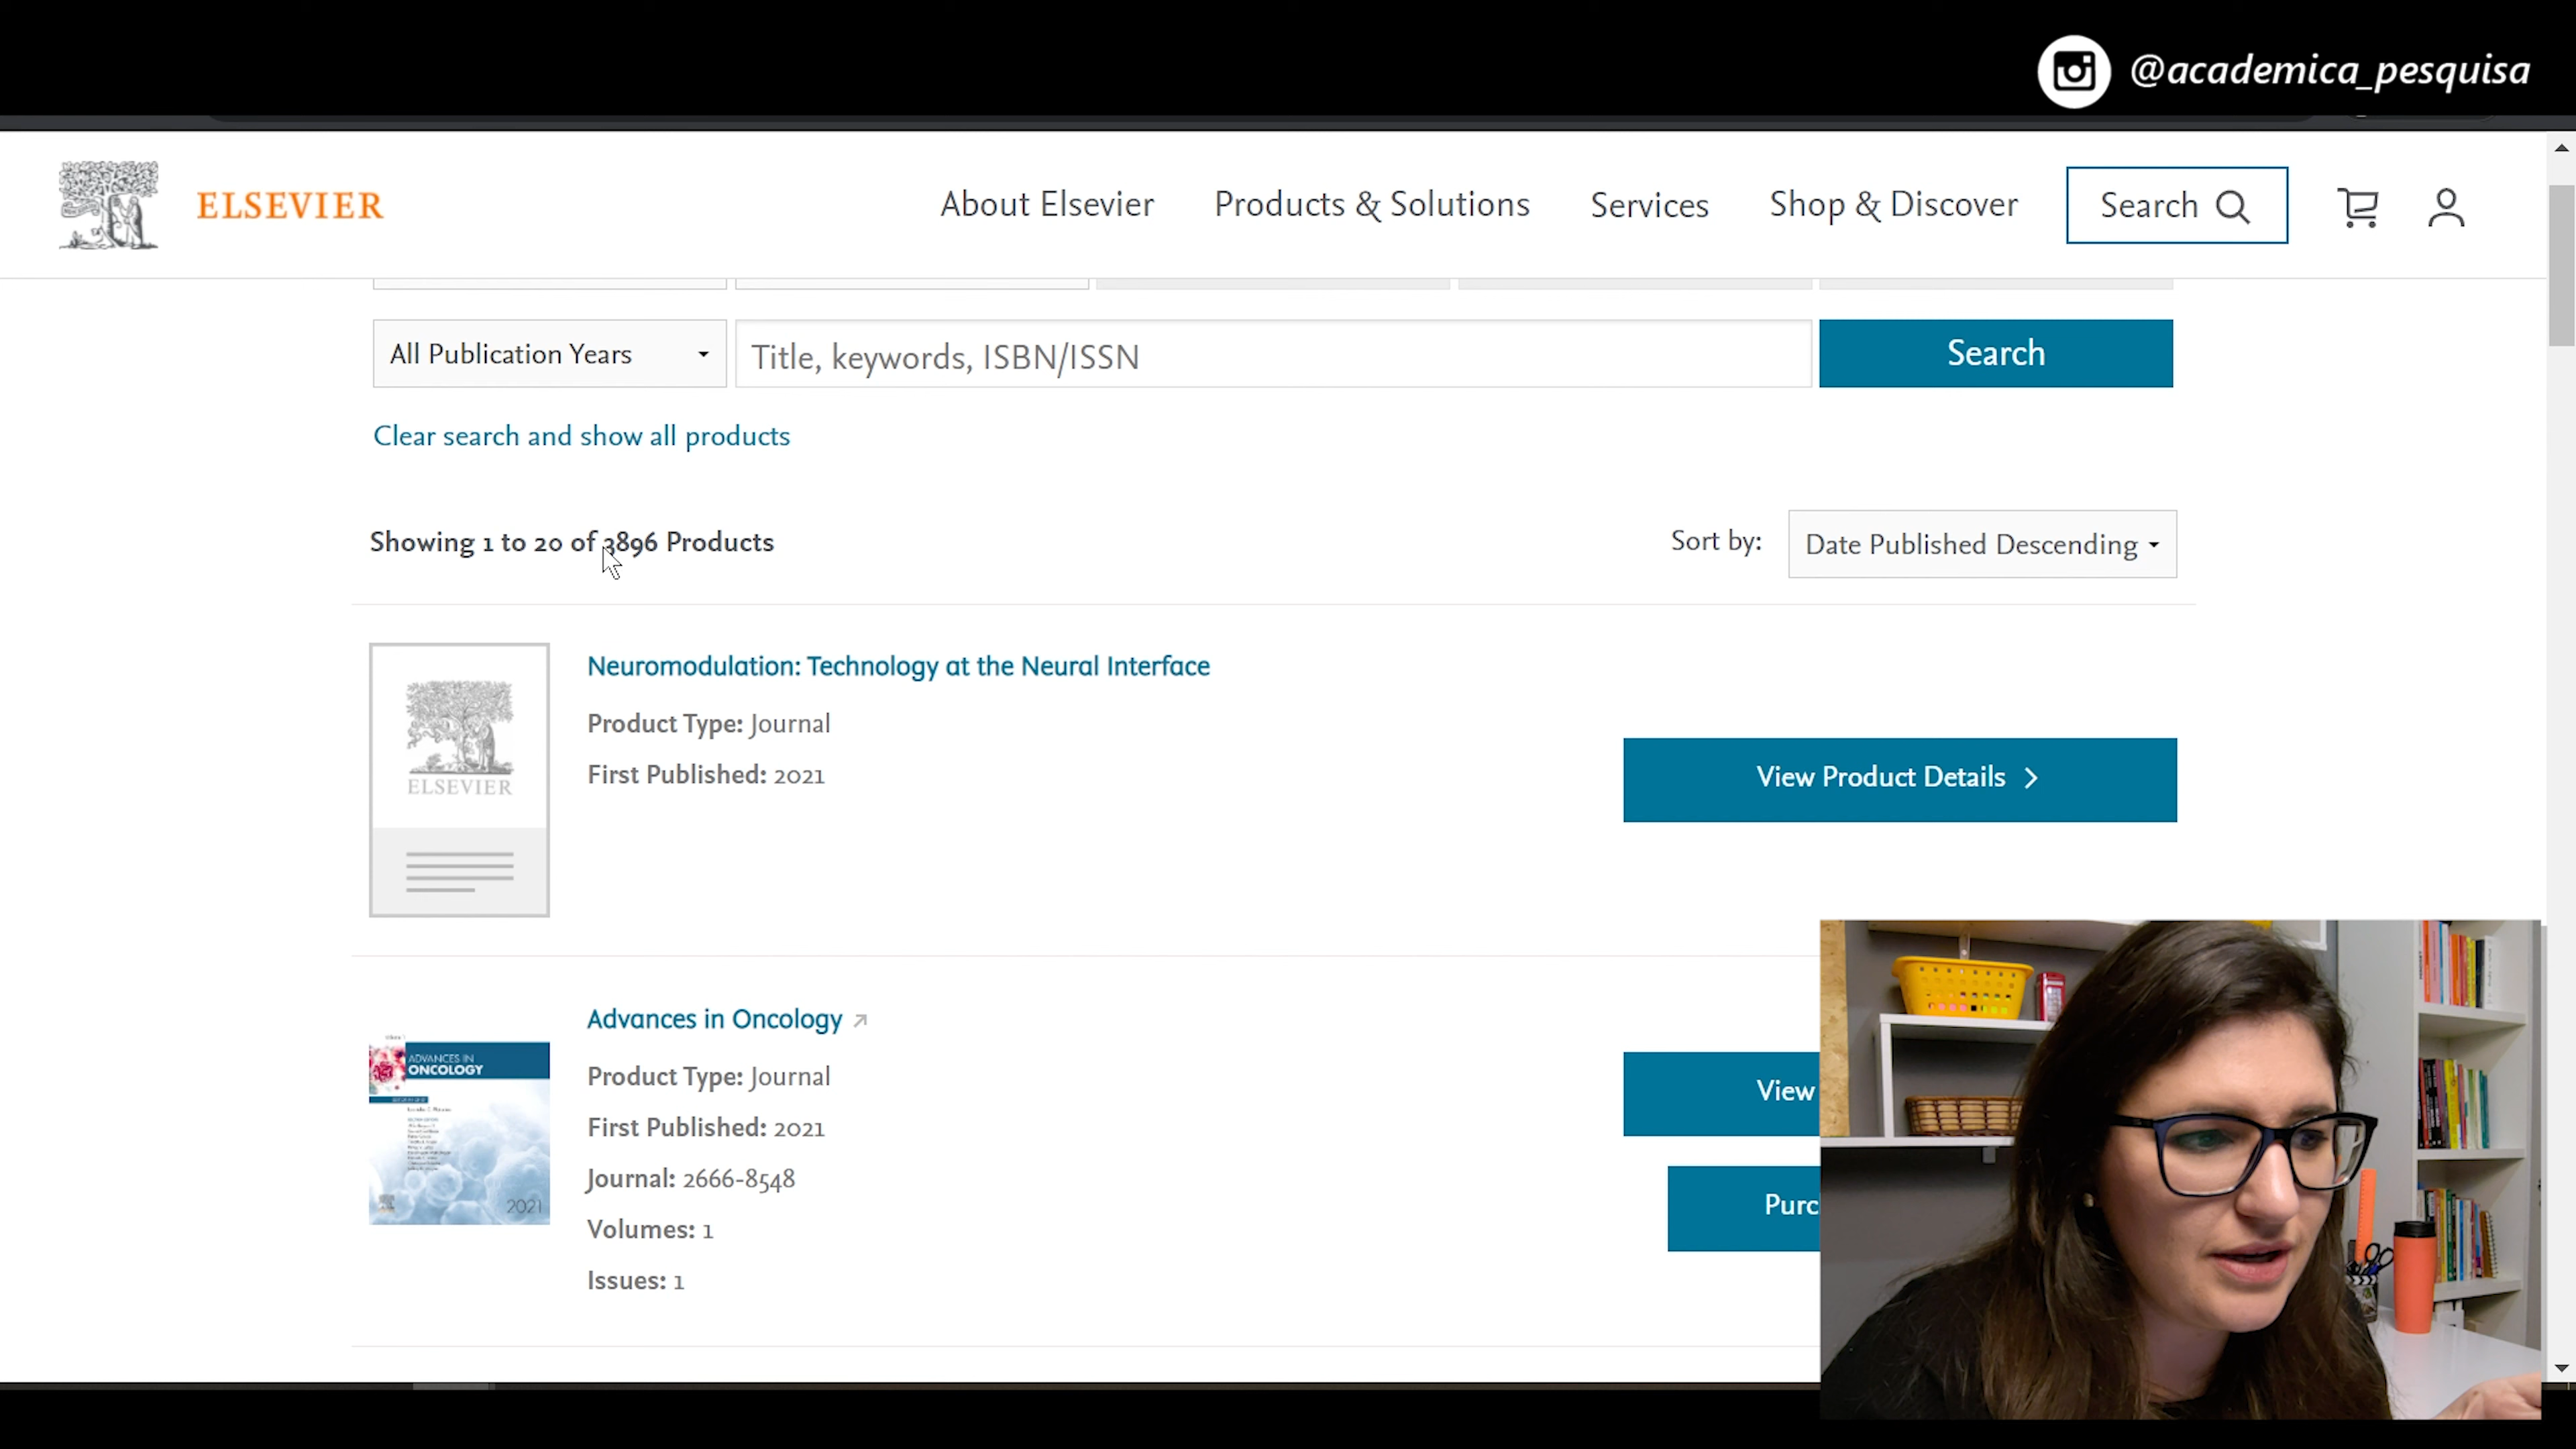 @academica_pesquisa
ELSEVIER
About Elsevier
Products & Solutions
Services
Shop & Discover
Search
All Publication Years
Title, keywords, ISBN/ISSN
Search
Clear search and show all products
Showing 1 to 20 of 3896 Products
Sort by:
Date Published Descending
ELSEVIER
Neuromodulation: Technology at the Neural Interface
Product Type: Journal
First Published: 2021
View Product Details
ADVANCES IN
ONCOLOGY
2021
Advances in Oncology
Product Type: Journal
First Published: 2021
Journal: 2666-8548
Volumes: 1
Issues: 1
View
Purc